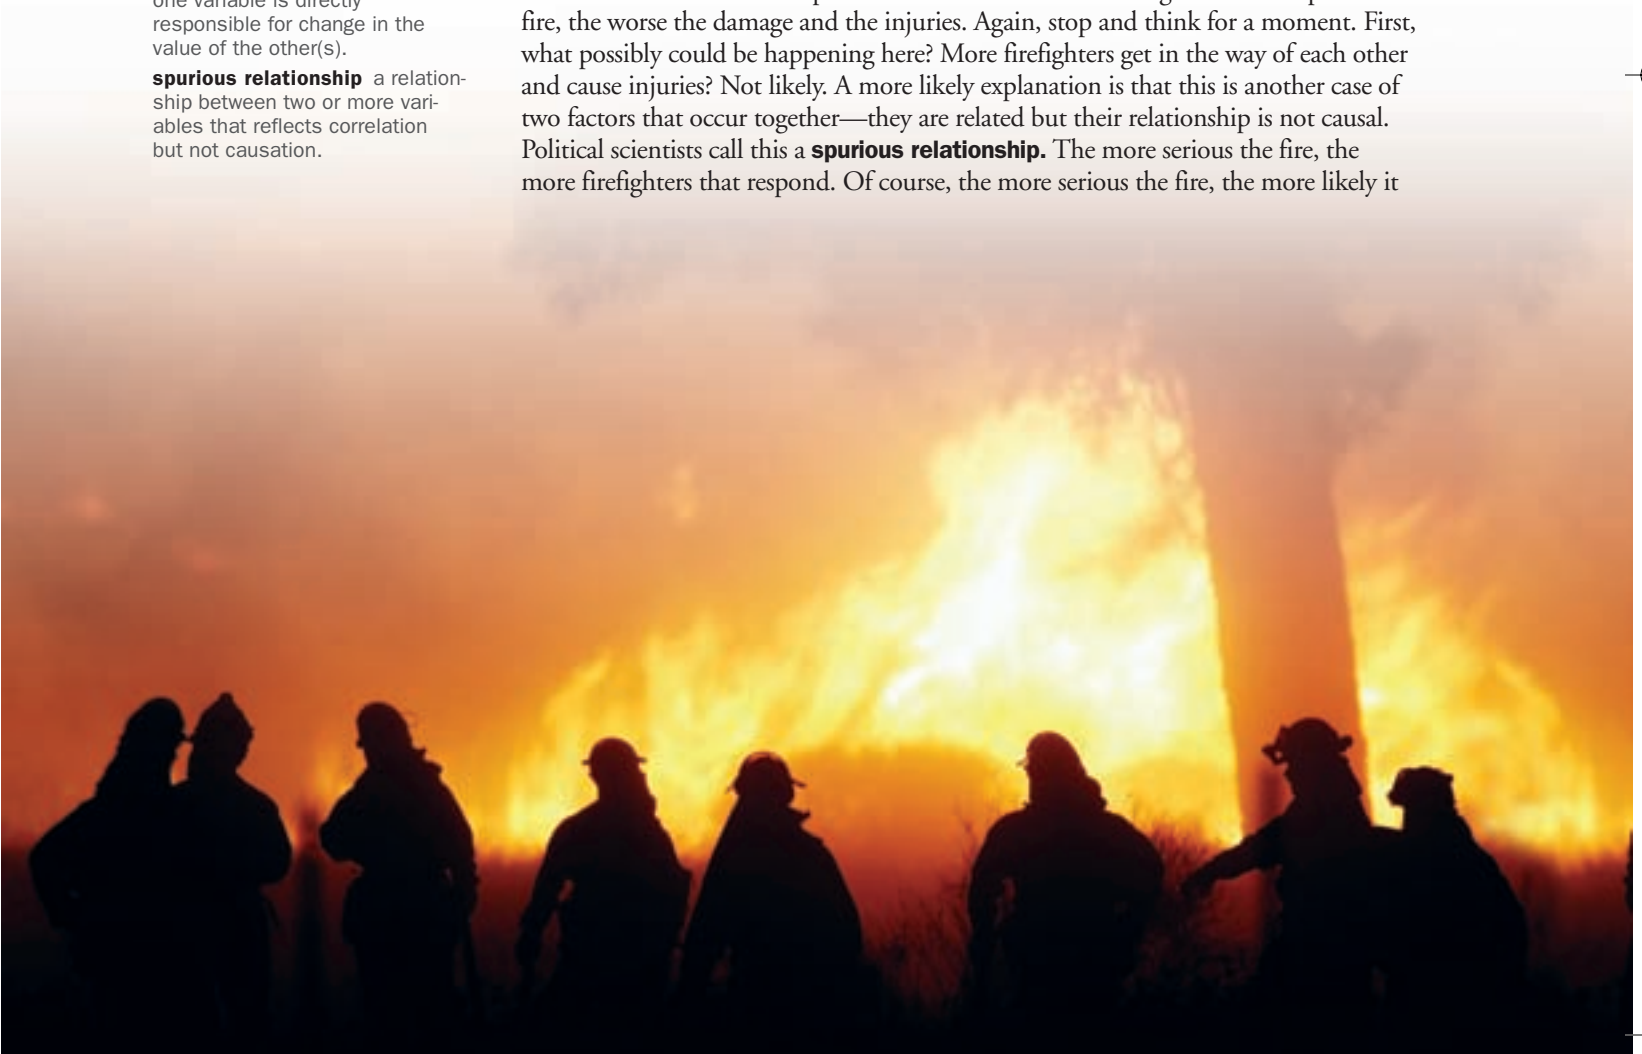 one variable is directly
responsible for change in the
value of the other(s).
spurious relationship a relation-
ship between two or more vari-
ables that reflects correlation
but not causation.
fire, the worse the damage and the injuries. Again, stop and think for a moment. First,
what possibly could be happening here? More firefighters get in the way of each other
and cause injuries? Not likely. A more likely explanation is that this is another case of
two factors that occur together—they are related but their relationship is not causal.
Political scientists call this a spurious relationship. The more serious the fire, the
more firefighters that respond. Of course, the more serious the fire, the more likely it